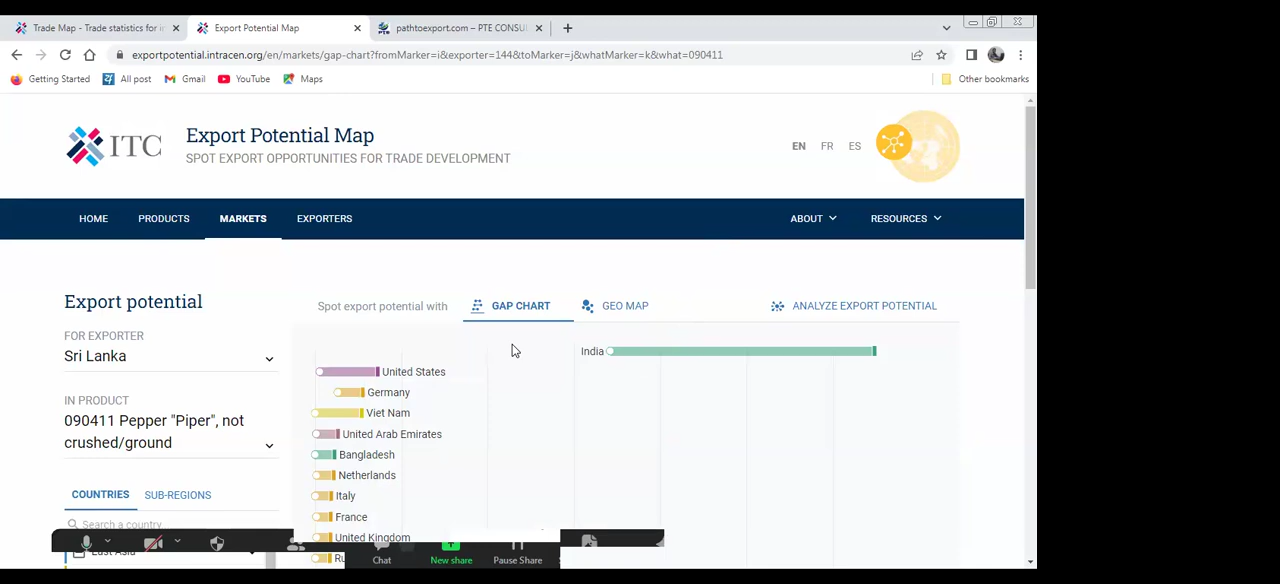 Trade Map - Trade statistics for in
Export Potential Map
pathtoexport.com – PTE CONSU
exportpotential.intracen.org/en/markets/gap-chart?fromMarker=i&exporter=144&toMarker=j&whatMarker=k&what=090411
Getting Started
All post
Gmail
YouTube
Maps
Other bookmarks
ITC
Export Potential Map
SPOT EXPORT OPPORTUNITIES FOR TRADE DEVELOPMENT
EN FR ES
HOME PRODUCTS MARKETS EXPORTERS ABOUT RESOURCES
Export potential
FOR EXPORTER
Sri Lanka
IN PRODUCT
090411 Pepper "Piper", not
crushed/ground
COUNTRIES SUB-REGIONS
Search a country
East Asia
Spot export potential with GAP CHART GEO MAP ANALYZE EXPORT POTENTIAL
India
United States
Germany
Viet Nam
United Arab Emirates
Bangladesh
Netherlands
Italy
France
United Kingdom
Chat New share Pause Share